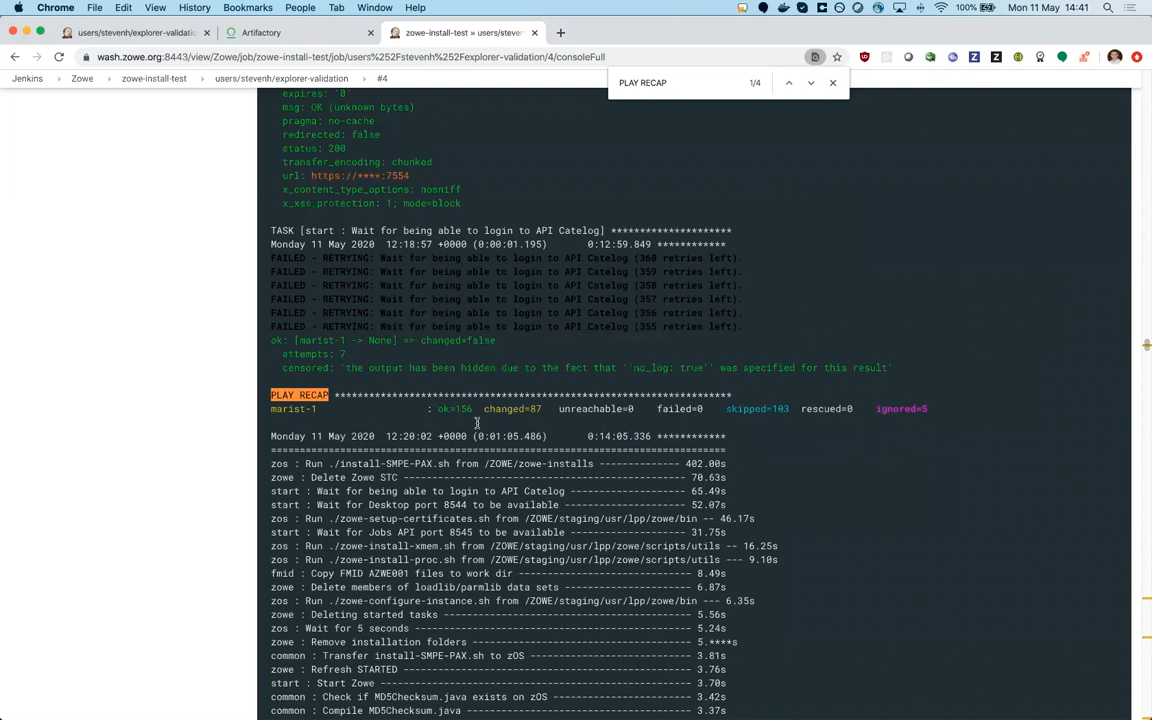 Chrome File Edit View History Bookmarks People Tab Window Help 100% Mon 11 May 14:41
users/stevenh/explorer-validatio × Artifactory × zowe-install-test » users/steven × +
wash.zowe.org:8443/view/Zowe/job/zowe-install-test/job/users%252Fstevenh%252Fexplorer-validation/4/consoleFull
Jenkins Zowe zowe-install-test users/stevenh/explorer-validation #4
PLAY RECAP 1/4
expires: '0'
msg: OK (unknown bytes)
pragma: no-cache
redirected: false
status: 200
transfer_encoding: chunked
url: https://****:7554
x_content_type_options: nosniff
x_xss_protection: 1; mode=block
TASK [start : Wait for being able to login to API Catelog] *********************
Monday 11 May 2020 12:18:57 +0000 (0:00:01.195) 0:12:59.849 ************
FAILED - RETRYING: Wait for being able to login to API Catelog (360 retries left).
FAILED - RETRYING: Wait for being able to login to API Catelog (359 retries left).
FAILED - RETRYING: Wait for being able to login to API Catelog (358 retries left).
FAILED - RETRYING: Wait for being able to login to API Catelog (357 retries left).
FAILED - RETRYING: Wait for being able to login to API Catelog (356 retries left).
FAILED - RETRYING: Wait for being able to login to API Catelog (355 retries left).
ok: [marist-1 -> None] => changed=false
attempts: 7
censored: 'the output has been hidden due to the fact that ''no_log: true'' was specified for this result'
PLAY RECAP *********************************************************************
marist-1 : ok=156 changed=87 unreachable=0 failed=0 skipped=103 rescued=0 ignored=5
Monday 11 May 2020 12:20:02 +0000 (0:01:05.486) 0:14:05.336 ************
===============================================================================
zos : Run ./install-SMPE-PAX.sh from /ZOWE/zowe-installs --------------- 402.00s
zowe : Delete Zowe STC ------------------------------------------------- 70.63s
start : Wait for being able to login to API Catelog -------------------- 65.49s
start : Wait for Desktop port 8544 to be available --------------------- 52.07s
zos : Run ./zowe-setup-certificates.sh from /ZOWE/staging/usr/lpp/zowe/bin -- 46.17s
start : Wait for Jobs API port 8545 to be available -------------------- 31.75s
zos : Run ./zowe-install-xmem.sh from /ZOWE/staging/usr/lpp/zowe/scripts/utils -- 16.25s
zos : Run ./zowe-install-proc.sh from /ZOWE/staging/usr/lpp/zowe/scripts/utils --- 9.10s
fmid : Copy FMID AZWE001 files to work dir ------------------------------ 8.49s
zowe : Delete members of loadlib/parmlib data sets ---------------------- 6.87s
zos : Run ./zowe-configure-instance.sh from /ZOWE/staging/usr/lpp/zowe/bin --- 6.35s
zowe : Deleting started tasks ------------------------------------------- 5.56s
zos : Wait for 5 seconds ------------------------------------------------ 5.24s
zowe : Remove installation folders -------------------------------------- 5.****s
common : Transfer install-SMPE-PAX.sh to zOS ---------------------------- 3.81s
zowe : Refresh STARTED -------------------------------------------------- 3.76s
start : Start Zowe ------------------------------------------------------ 3.70s
common : Check if MD5Checksum.java exists on zOS ------------------------ 3.42s
common : Compile MD5Checksum.java --------------------------------------- 3.37s